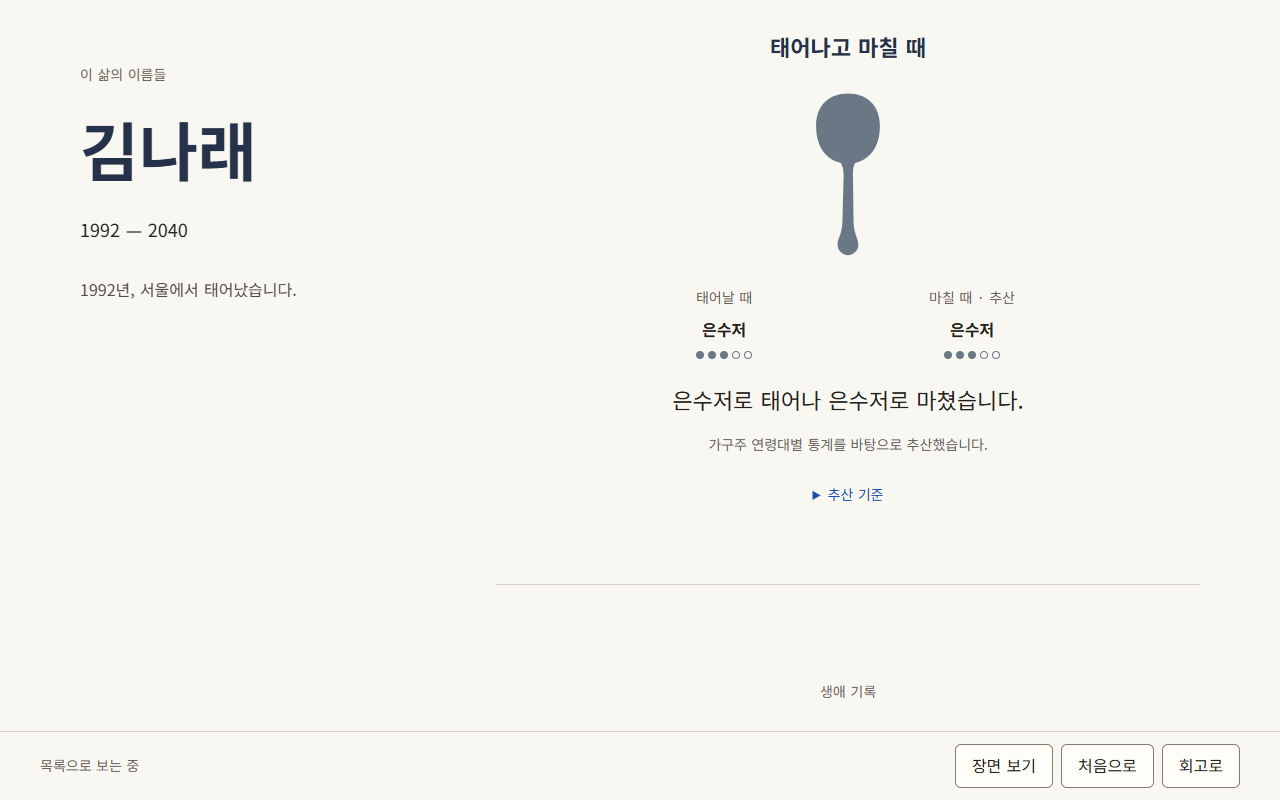 이 삶의 이름들
김나래
1992 — 2040
1992년, 서울에서 태어났습니다.
태어나고 마칠 때
태어날 때
은수저
마칠 때 · 추산
은수저
은수저로 태어나 은수저로 마쳤습니다.
가구주 연령대별 통계를 바탕으로 추산했습니다.
▶ 추산 기준
생애 기록
목록으로 보는 중
장면 보기
처음으로
회고로